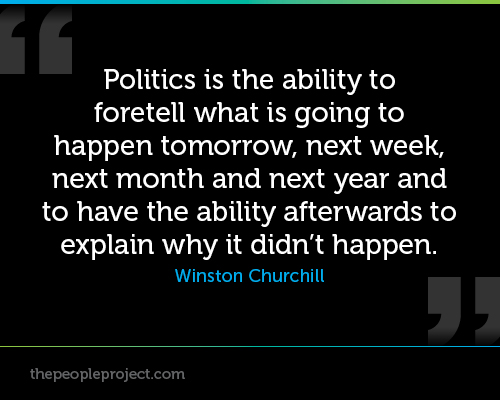 Politics is the ability to
foretell what is going to
happen tomorrow, next week,
next month and next year and
to have the ability afterwards to
explain why it didn’t happen.
Winston Churchill
thepeopleproject.com